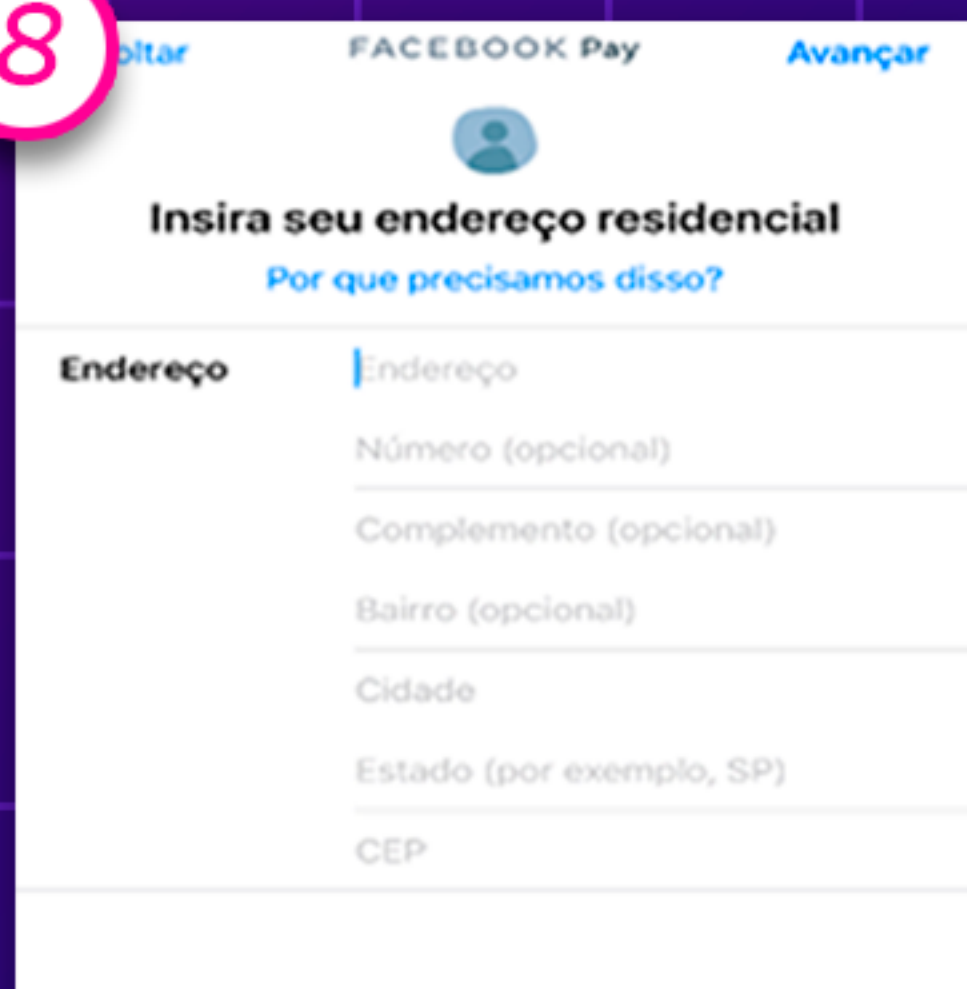 8
oltar FACEBOOK Pay Avançar
Insira seu endereço residencial
Por que precisamos disso?
Endereço Endereço
Número (opcional)
Complemento (opcional)
Bairro (opcional)
Cidade
Estado (por exemplo, SP)
CEP